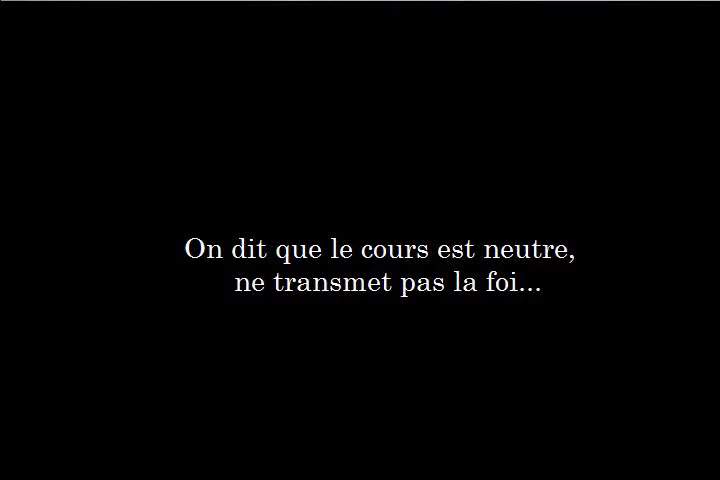 On dit que le cours est neutre,
ne transmet pas la foi...